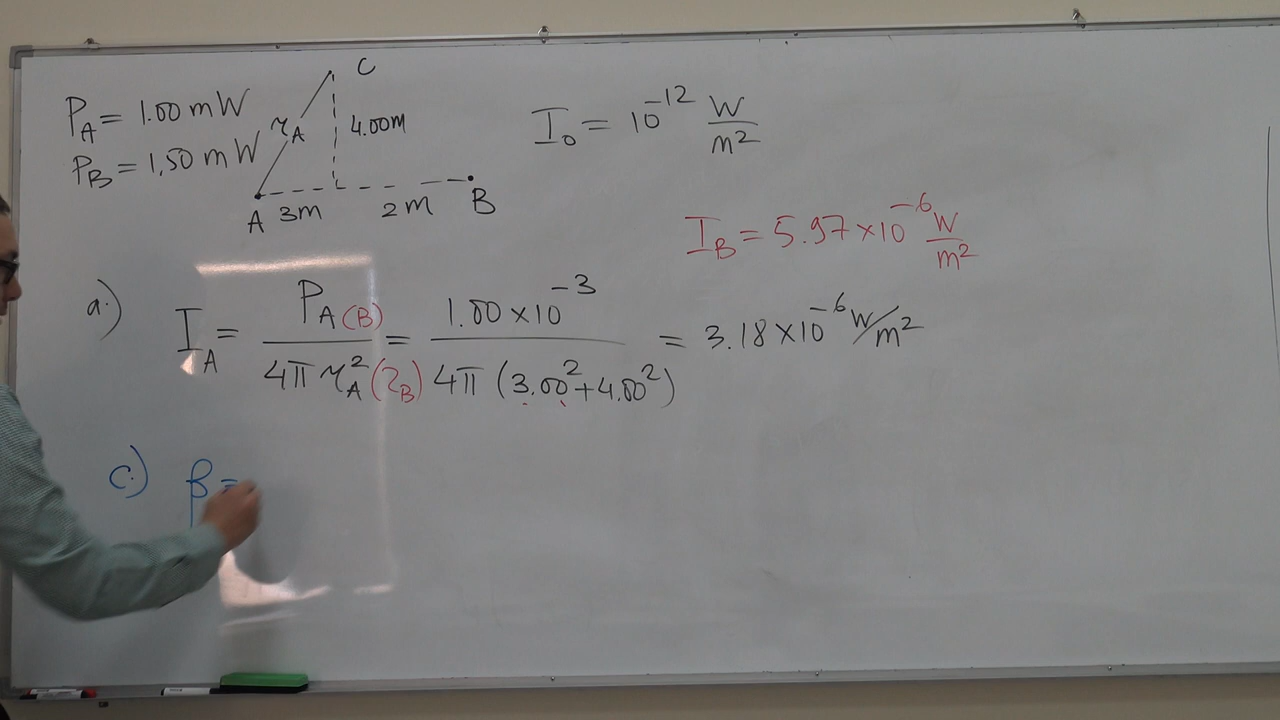 P_A = 1.00 mW
P_B = 1.50 mW
C
r_A
4.00m
A 3m 2m B
I_0 = 10^-12 W/m^2
I_B = 5.97 × 10^-6 W/m^2
a.) I_A = P_A(B) / 4π r_A^2 (r_B) = 1.00 × 10^-3 / 4π (3.00^2 + 4.00^2) = 3.18 × 10^-6 W/m^2
c.) β =